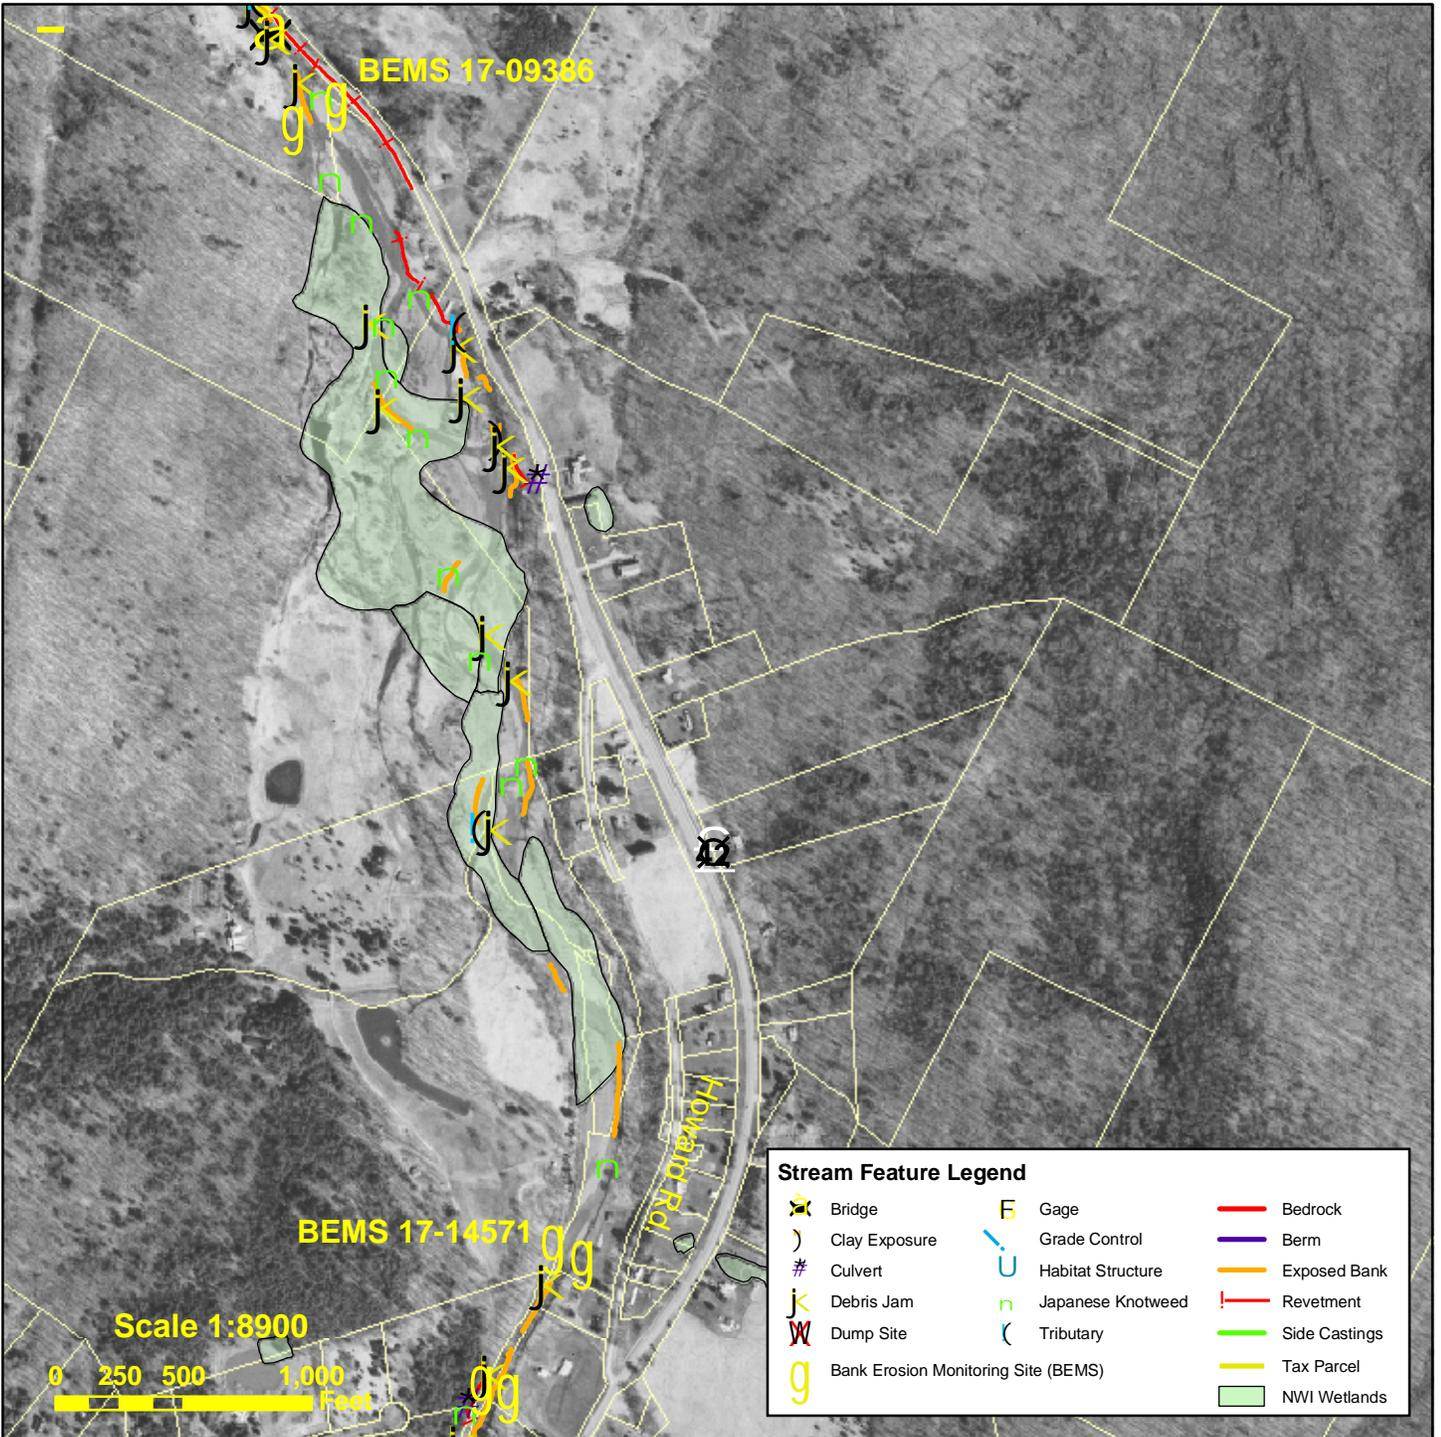 BEMS 17-09386
42
Howard Rd.
BEMS 17-14571
Scale 1:8900
0 250 500 1,000
Feet
Stream Feature Legend
Bridge
Clay Exposure
Culvert
Debris Jam
Dump Site
Bank Erosion Monitoring Site (BEMS)
Gage
Grade Control
Habitat Structure
Japanese Knotweed
Tributary
Bedrock
Berm
Exposed Bank
Revetment
Side Castings
Tax Parcel
NWI Wetlands